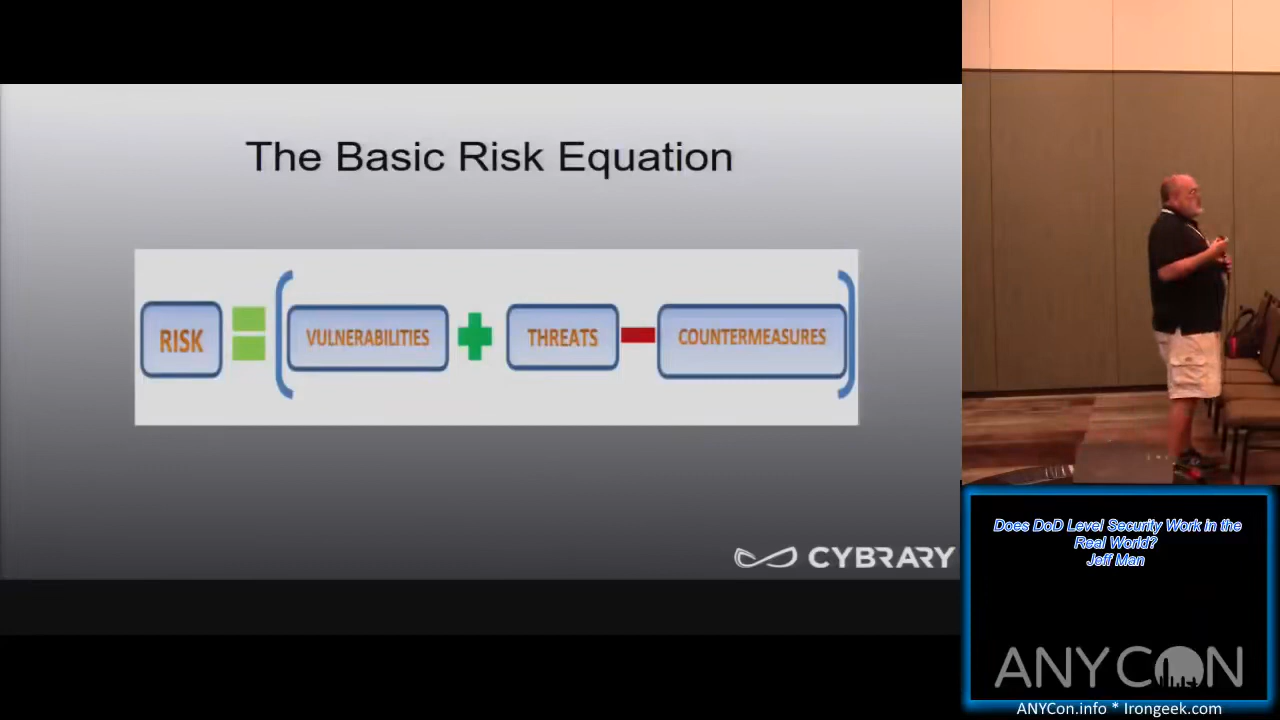 The Basic Risk Equation
RISK = ( VULNERABILITIES + THREATS - COUNTERMEASURES )
CYBRARY
Does DoD Level Security Work in the
Real World?
Jeff Man
ANYCON
ANYCon.info * Irongeek.com